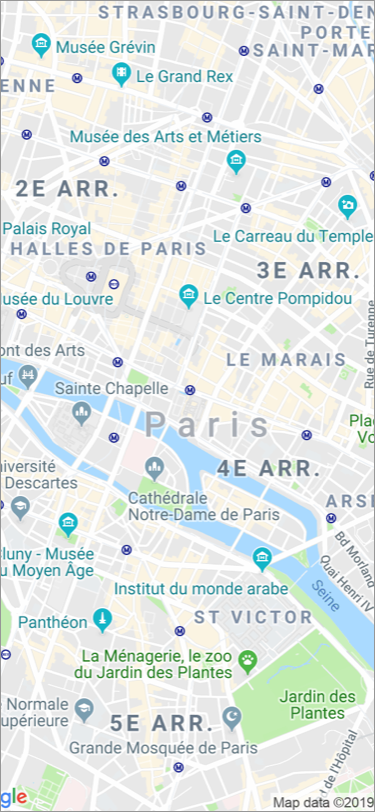 STRASBOURG-SAINT-DEN
PORTE
SAINT-MAR
Musée Grévin
Le Grand Rex
ENNE
Musée des Arts et Métiers
2E ARR.
Palais Royal
Le Carreau du Temple
HALLES DE PARIS
3E ARR.
usée du Louvre
Le Centre Pompidou
Rue de Turenne
ont des Arts
LE MARAIS
uf
Sainte Chapelle
Paris
Plac
Vo
4E ARR.
niversité
Descartes
Cathédrale
Notre-Dame de Paris
ARSI
luny - Musée
u Moyen Âge
Bd Morland
Quai Henri IV
Institut du monde arabe
Seine
Panthéon
ST VICTOR
La Ménagerie, le zoo
du Jardin des Plantes
Jardin des
Plantes
Normale
upérieure
5E ARR.
Grande Mosquée de Paris
d de l'Hôpital
gle
Map data ©2019